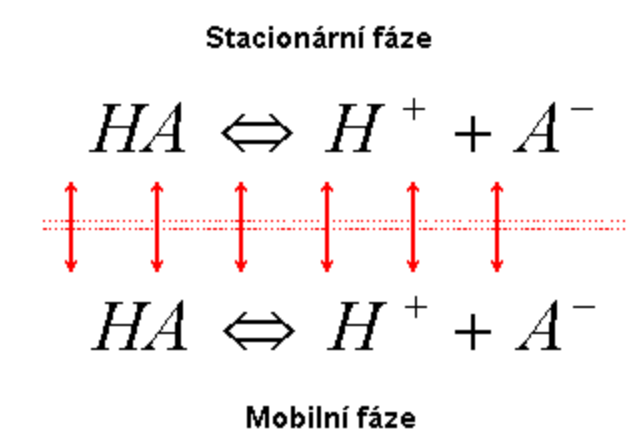 Stacionární fáze
HA ⇔ H⁺ + A⁻
HA ⇔ H⁺ + A⁻
Mobilní fáze